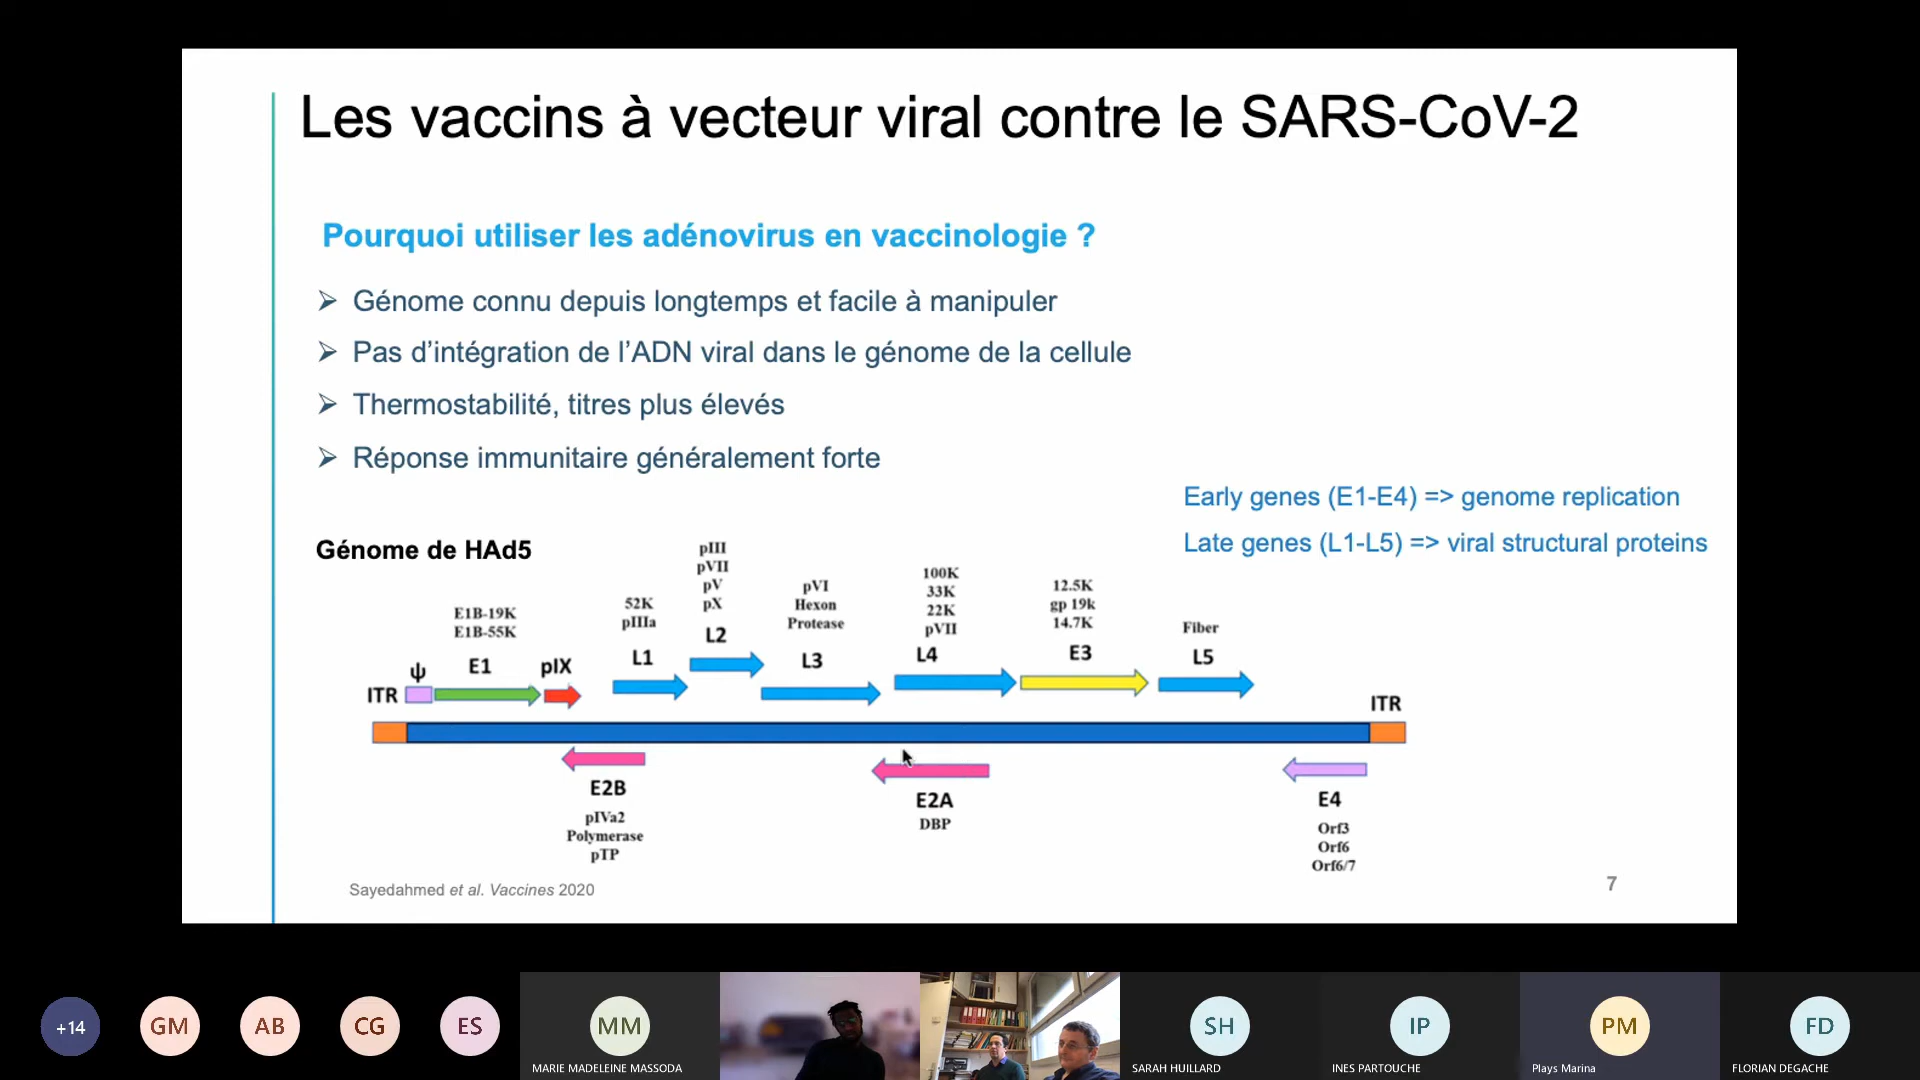 Les vaccins à vecteur viral contre le SARS-CoV-2
Pourquoi utiliser les adénovirus en vaccinologie ?
➢ Génome connu depuis longtemps et facile à manipuler
➢ Pas d’intégration de l’ADN viral dans le génome de la cellule
➢ Thermostabilité, titres plus élevés
➢ Réponse immunitaire généralement forte
Early genes (E1-E4) => genome replication
Late genes (L1-L5) => viral structural proteins
Génome de HAd5
ITR
ψ
E1B-19K
E1B-55K
E1
pIX
52K
pIIIa
L1
pIII
pVII
pV
pX
L2
pVI
Hexon
Protease
L3
100K
33K
22K
pVII
L4
12.5K
gp 19k
14.7K
E3
Fiber
L5
ITR
E2B
pIVa2
Polymerase
pTP
E2A
DBP
E4
Orf3
Orf6
Orf6/7
Sayedahmed et al. Vaccines 2020
7
+14
GM
AB
CG
ES
MM
MARIE MADELEINE MASSODA
SH
SARAH HUILLARD
IP
INES PARTOUCHE
PM
Plays Marina
FD
FLORIAN DEGACHE